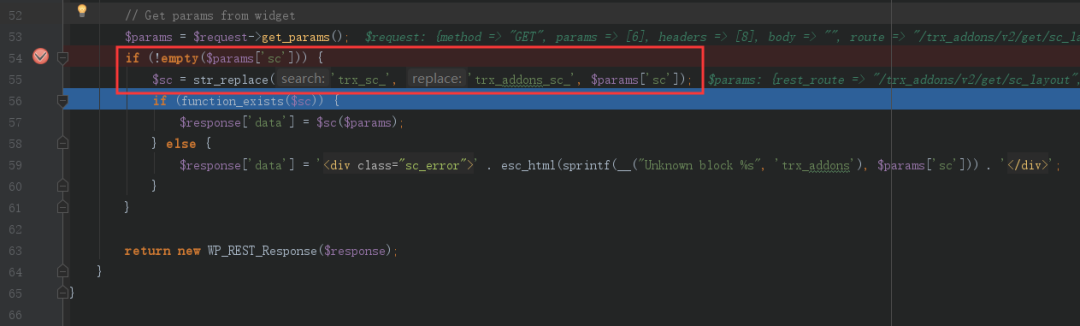 52 // Get params from widget
53 $params = $request->get_params(); $request: {method => "GET", params => [6], headers => [8], body => "", route => "/trx_addons/v2/get/sc_la
54 if (!empty($params['sc'])) {
55 $sc = str_replace( search: 'trx_sc_', replace: 'trx_addons_sc_', $params['sc']); $params: {rest_route => "/trx_addons/v2/get/sc_layout",
56 if (function_exists($sc)) {
57 $response['data'] = $sc($params);
58 } else {
59 $response['data'] = '<div class="sc_error">' . esc_html(sprintf(__("Unknown block %s", 'trx_addons'), $params['sc'])) . '</div>';
60 }
61 }
62
63 return new WP_REST_Response($response);
64 }
65 }
66